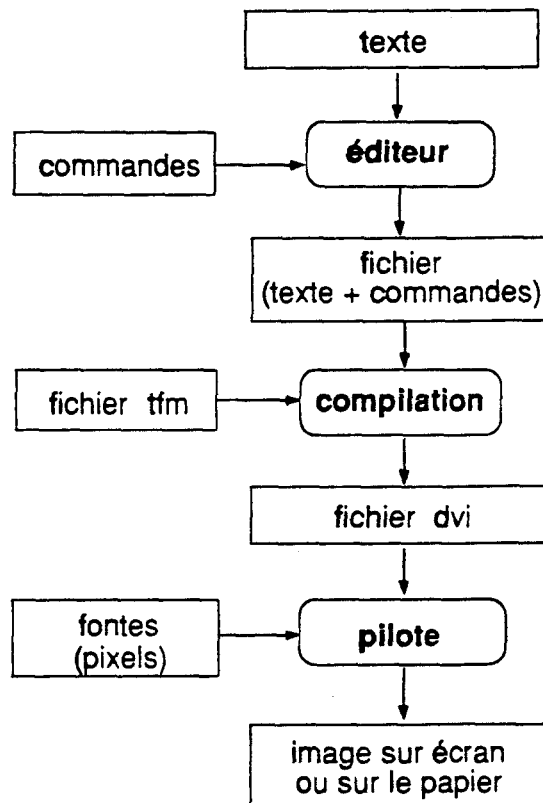 texte
commandes
éditeur
fichier
(texte + commandes)
fichier tfm
compilation
fichier dvi
fontes
(pixels)
pilote
image sur écran
ou sur le papier